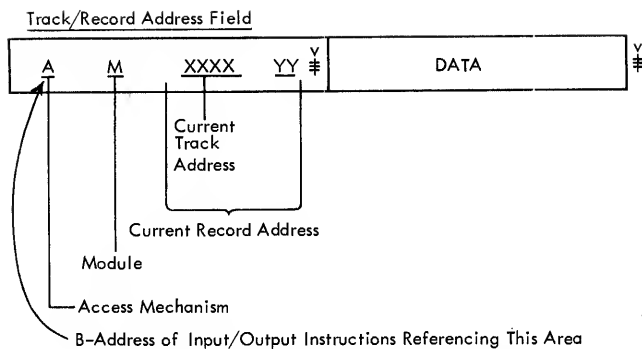 Track/Record Address Field
A M XXXX YY DATA
Current
Track
Address
Current Record Address
Module
Access Mechanism
B-Address of Input/Output Instructions Referencing This Area